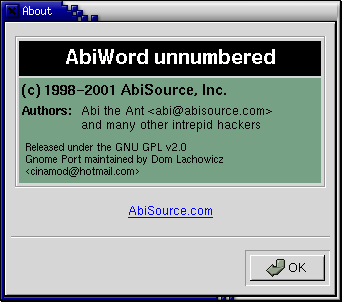 About
AbiWord unnumbered
(c) 1998-2001 AbiSource, Inc.
Authors: Abi the Ant <abi@abisource.com>
and many other intrepid hackers
Released under the GNU GPL v2.0
Gnome Port maintained by Dom Lachowicz
<cinamod@hotmail.com>
AbiSource.com
OK